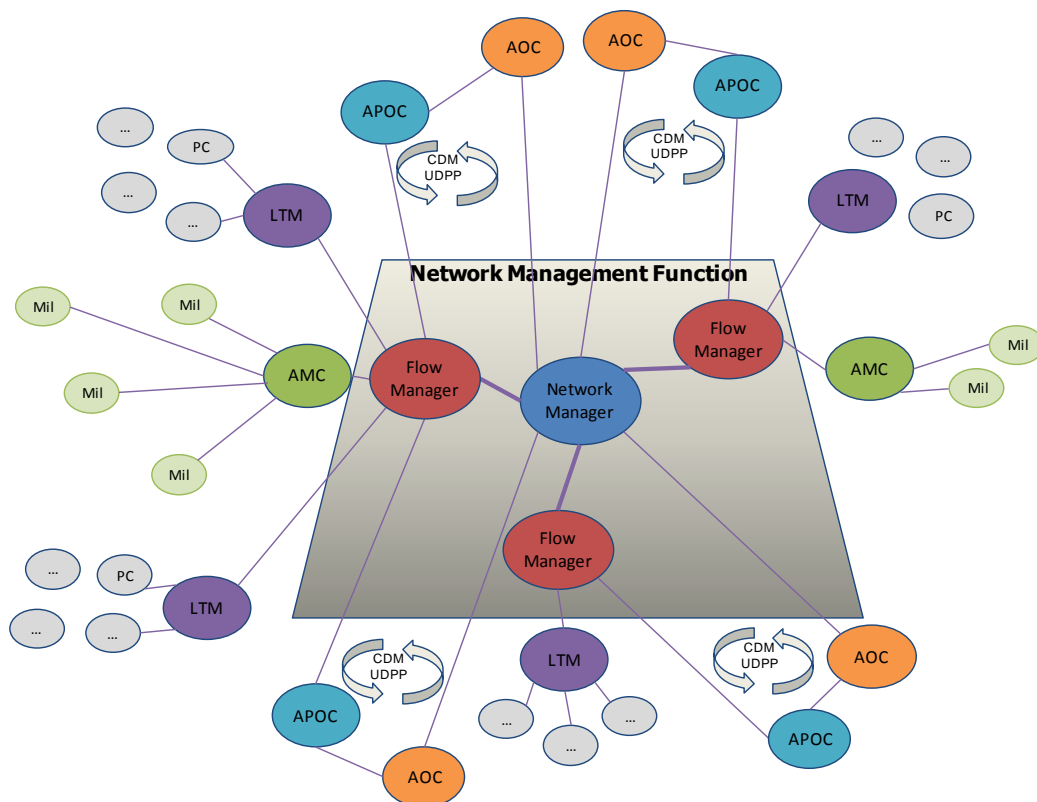 AOC
AOC
APOC
APOC
...
PC
CDM
UDPP
CDM
UDPP
...
...
...
...
LTM
LTM
PC
Network Management Function
Mil
Mil
Flow
Manager
Mil
Mil
AMC
Flow
Manager
Network
Manager
AMC
Mil
Mil
Mil
Flow
Manager
...
PC
LTM
...
...
CDM
UDPP
LTM
CDM
UDPP
AOC
APOC
...
...
...
APOC
AOC